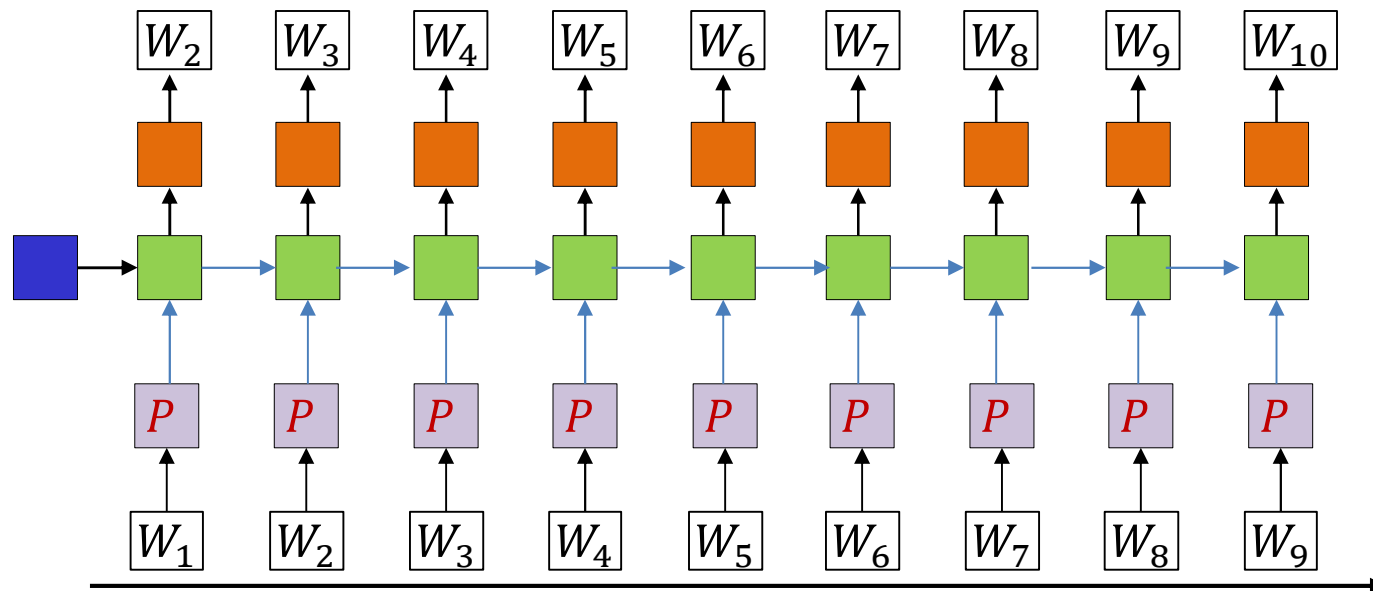 W₂ W₃ W₄ W₅ W₆ W₇ W₈ W₉ W₁₀
P P P P P P P P P
W₁ W₂ W₃ W₄ W₅ W₆ W₇ W₈ W₉